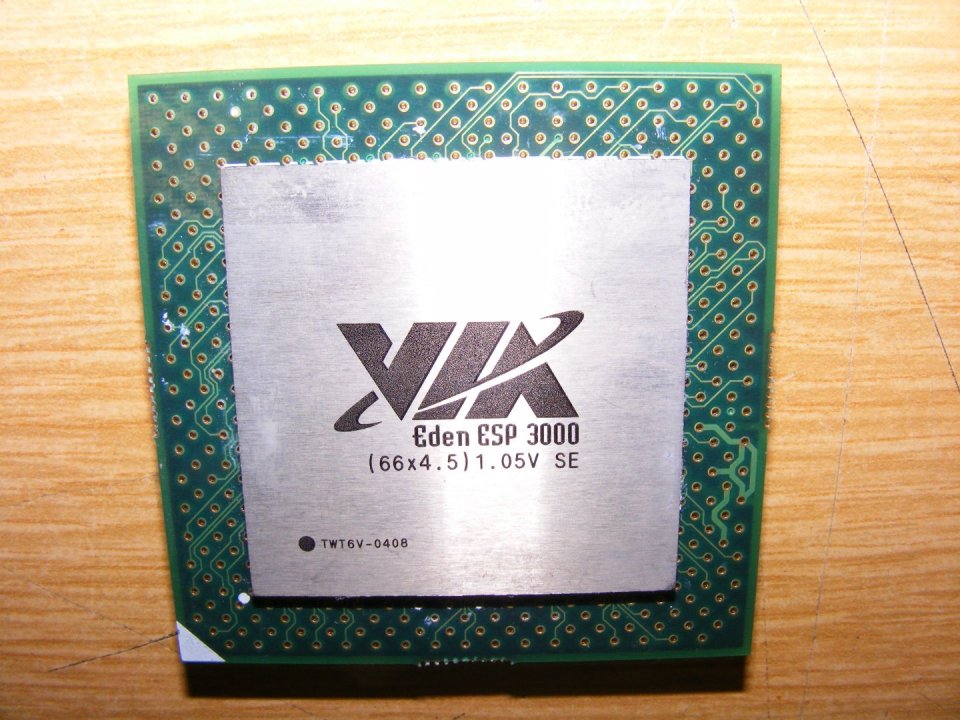 VIA
Eden ESP 3000
(66x4.5)1.05V SE
TWT6V-0408